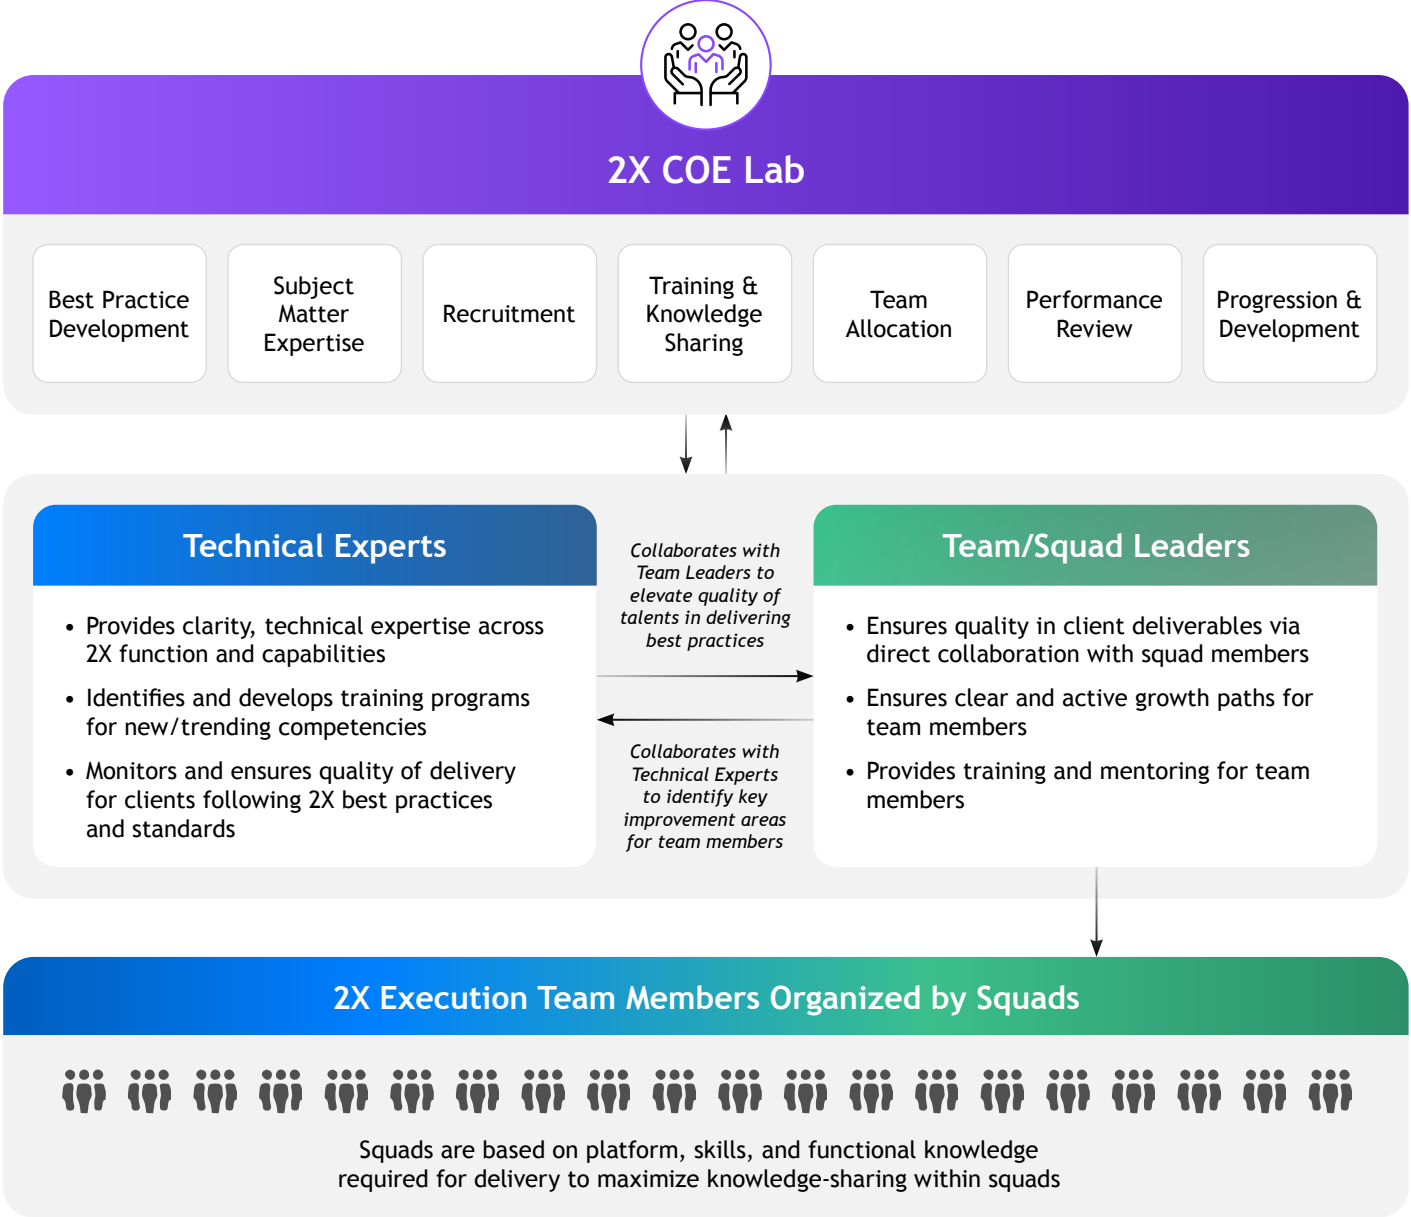 2X COE Lab
Best Practice
Development
Subject
Matter
Expertise
Recruitment
Training &
Knowledge
Sharing
Team
Allocation
Performance
Review
Progression &
Development
Technical Experts
• Provides clarity, technical expertise across
2X function and capabilities
• Identifies and develops training programs
for new/trending competencies
• Monitors and ensures quality of delivery
for clients following 2X best practices
and standards
Collaborates with
Team Leaders to
elevate quality of
talents in delivering
best practices
Collaborates with
Technical Experts
to identify key
improvement areas
for team members
Team/Squad Leaders
• Ensures quality in client deliverables via
direct collaboration with squad members
• Ensures clear and active growth paths for
team members
• Provides training and mentoring for team
members
2X Execution Team Members Organized by Squads
Squads are based on platform, skills, and functional knowledge
required for delivery to maximize knowledge-sharing within squads